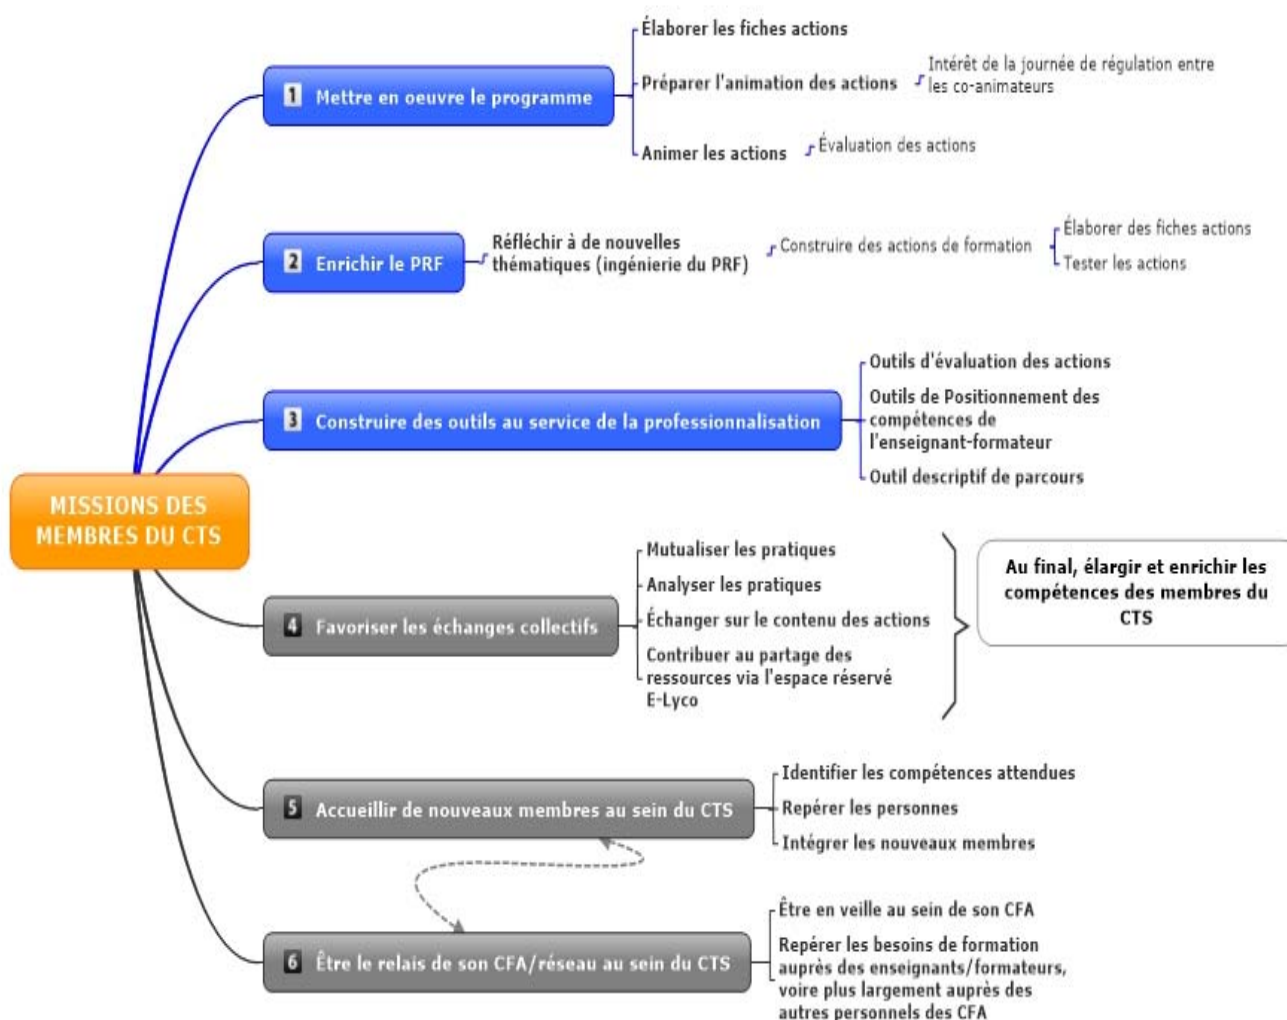 MISSIONS DES
MEMBRES DU CTS
1 Mettre en oeuvre le programme
Élaborer les fiches actions
Préparer l'animation des actions
Intérêt de la journée de régulation entre
les co-animateurs
Animer les actions
Évaluation des actions
2 Enrichir le PRF
Réfléchir à de nouvelles
thématiques (ingénierie du PRF)
Construire des actions de formation
Élaborer des fiches actions
Tester les actions
3 Construire des outils au service de la professionnalisation
Outils d'évaluation des actions
Outils de Positionnement des
compétences de
l'enseignant-formateur
Outil descriptif de parcours
4 Favoriser les échanges collectifs
Mutualiser les pratiques
Analyser les pratiques
Échanger sur le contenu des actions
Contribuer au partage des
ressources via l'espace réservé
E-Lyco
Au final, élargir et enrichir les
compétences des membres du
CTS
5 Accueillir de nouveaux membres au sein du CTS
Identifier les compétences attendues
Repérer les personnes
Intégrer les nouveaux membres
6 Être le relais de son CFA/réseau au sein du CTS
Être en veille au sein de son CFA
Repérer les besoins de formation
auprès des enseignants/formateurs,
voire plus largement auprès des
autres personnels des CFA